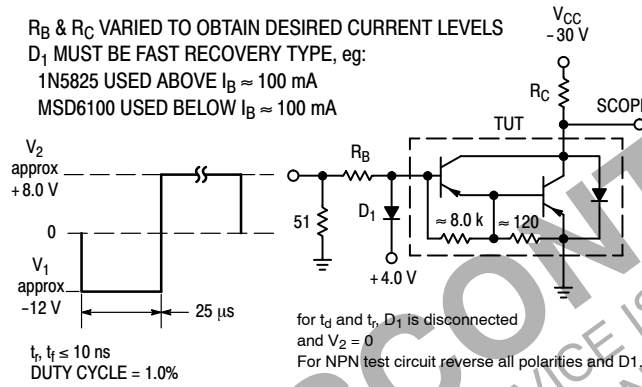 R_B & R_C VARIED TO OBTAIN DESIRED CURRENT LEVELS
D_1 MUST BE FAST RECOVERY TYPE, eg:
1N5825 USED ABOVE I_B ≈ 100 mA
MSD6100 USED BELOW I_B ≈ 100 mA
V_CC
-30 V
R_C
SCOPE
TUT
V_2
approx
+8.0 V
0
V_1
approx
-12 V
25 μs
t_r, t_f ≤ 10 ns
DUTY CYCLE = 1.0%
R_B
51
D_1
+4.0 V
≈ 8.0 k
≈ 120
for t_d and t_r, D_1 is disconnected
and V_2 = 0
For NPN test circuit reverse all polarities and D1.